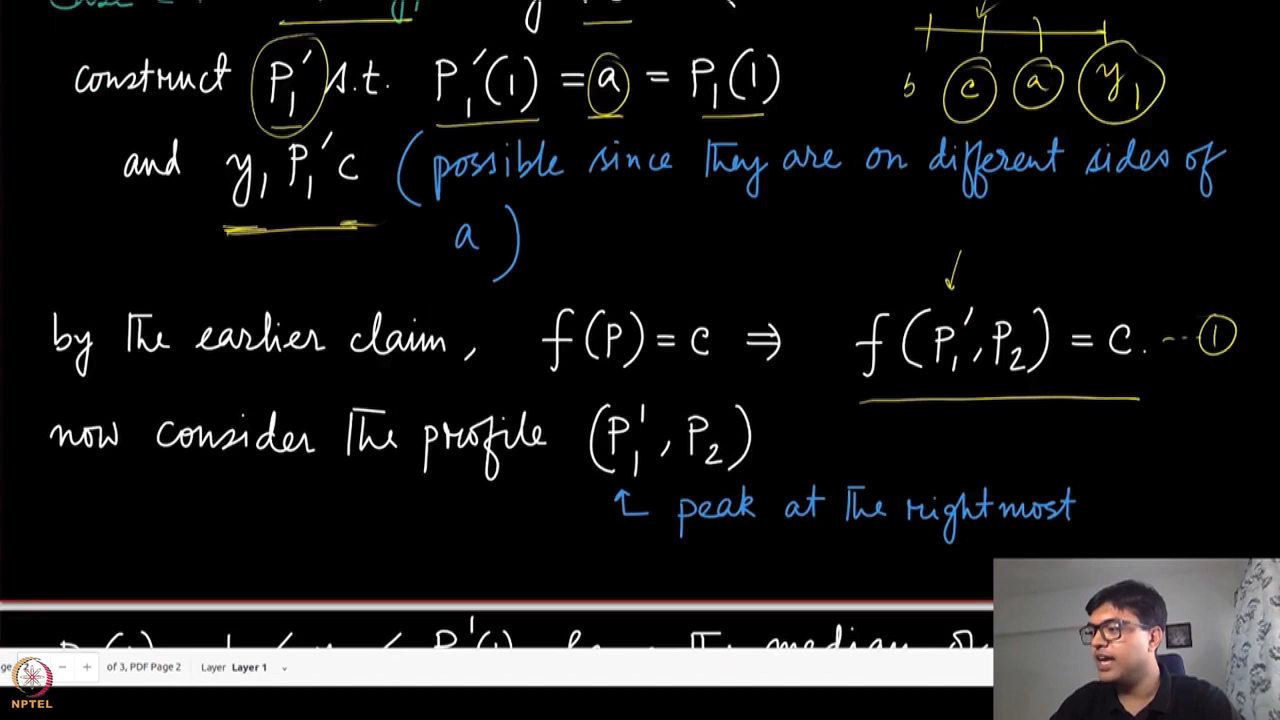 construct P₁′ s.t. P₁′(1) = a = P₁(1)
b c a y₁
and y₁ P₁′ c (possible since they are on different sides of
a)
by the earlier claim, f(P) = c ⇒ f(P₁′, P₂) = c. --- ①
now consider the profile (P₁′, P₂)
peak at the rightmost
of 3, PDF Page 2 Layer Layer 1
NPTEL